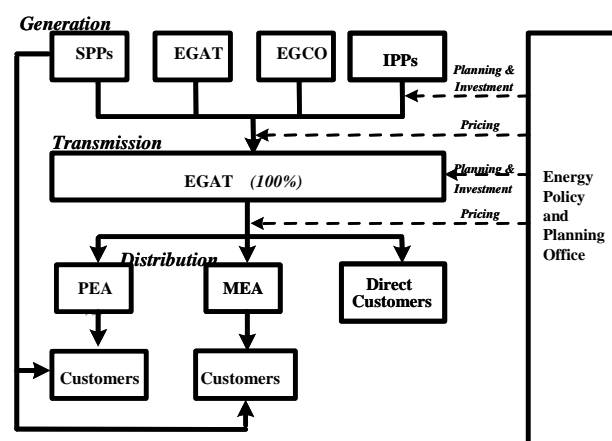 Generation
SPPs
EGAT
EGCO
IPPs
Planning &
Investment
Pricing
Transmission
EGAT (100%)
Planning &
Investment
Pricing
Energy
Policy
and
Planning
Office
Distribution
PEA
MEA
Direct
Customers
Customers
Customers